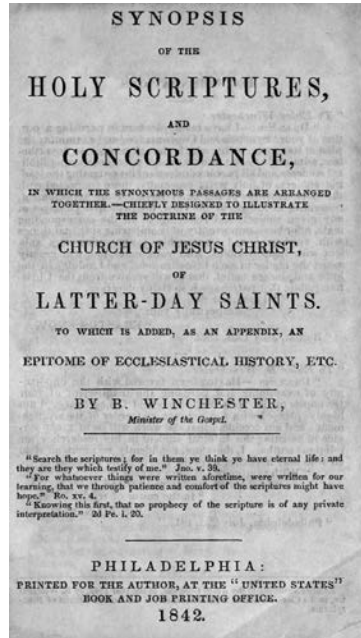 SYNOPSIS
OF THE
HOLY SCRIPTURES,
AND
CONCORDANCE,
IN WHICH THE SYNONYMOUS PASSAGES ARE ARRANGED
TOGETHER.—CHIEFLY DESIGNED TO ILLUSTRATE
THE DOCTRINE OF THE
CHURCH OF JESUS CHRIST,
OF
LATTER-DAY SAINTS.
TO WHICH IS ADDED, AS AN APPENDIX, AN
EPITOME OF ECCLESIASTICAL HISTORY, ETC.
BY B. WINCHESTER,
Minister of the Gospel.
"Search the scriptures; for in them ye think ye have eternal life: and
they are they which testify of me." Jno. v. 39.
"For whatsoever things were written aforetime, were written for our
learning, that we through patience and comfort of the scriptures might have
hope." Ro. xv. 4.
"Knowing this first, that no prophecy of the scripture is of any private
interpretation." 2d Pe. i. 20.
PHILADELPHIA:
PRINTED FOR THE AUTHOR, AT THE "UNITED STATES"
BOOK AND JOB PRINTING OFFICE.
1842.